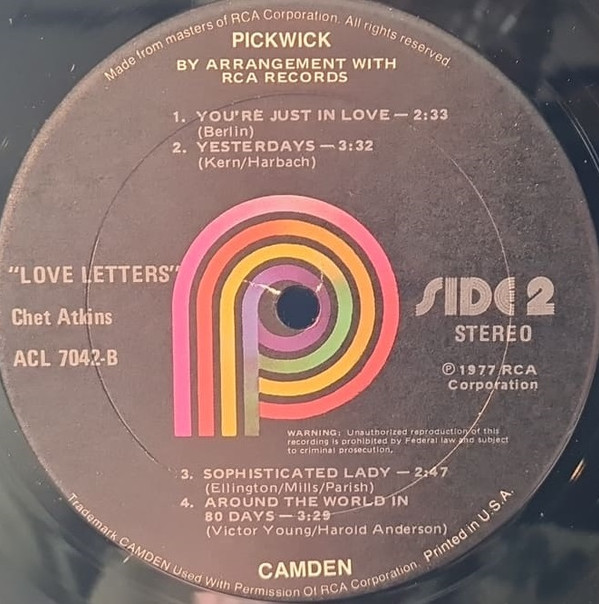 Made from masters of RCA Corporation. All rights reserved.
PICKWICK
BY ARRANGEMENT WITH
RCA RECORDS
1. YOU'RE JUST IN LOVE — 2:33
(Berlin)
2. YESTERDAYS — 3:32
(Kern/Harbach)
"LOVE LETTERS"
Chet Atkins
ACL 7042-B
SIDE 2
STEREO
℗ 1977 RCA
Corporation
WARNING: Unauthorized reproduction of this
recording is prohibited by Federal law and subject
to criminal prosecution.
3. SOPHISTICATED LADY — 2:47
(Ellington/Mills/Parish)
4. AROUND THE WORLD IN
80 DAYS — 3:29
(Victor Young/Harold Anderson)
CAMDEN
Trademark CAMDEN Used With Permission Of RCA Corporation. Printed in U.S.A.